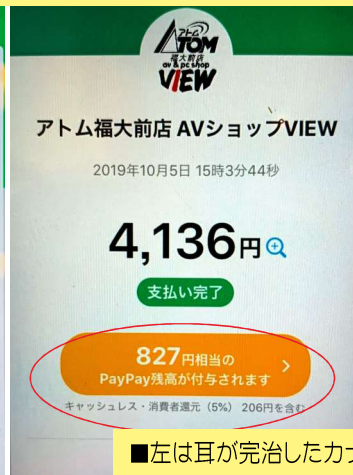 アトム
ATOM
福大前店
av & pc shop
VIEW
アトム福大前店 AVショップVIEW
2019年10月5日 15時3分44秒
4,136円
支払い完了
827円相当の
PayPay残高が付与されます
キャッシュレス・消費者還元（5%） 206円を含む
■左は耳が完治したカナ